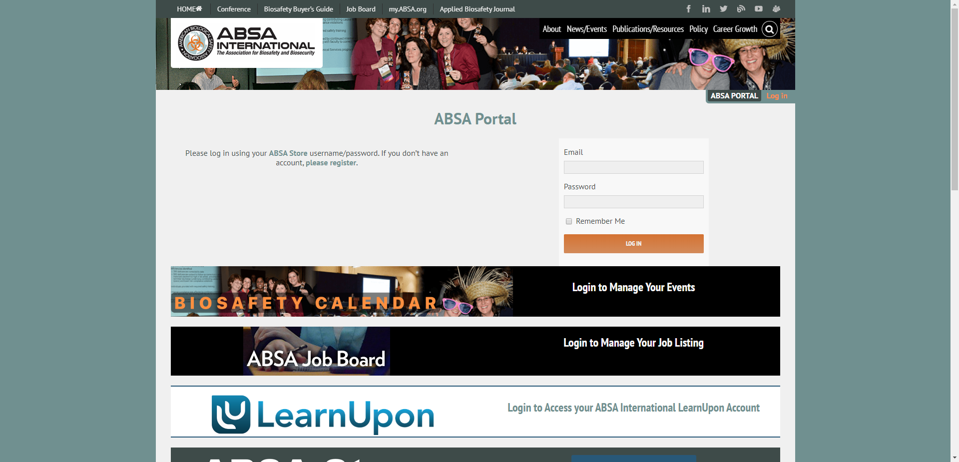 HOME
Conference
Biosafety Buyer's Guide
Job Board
my.ABSA.org
Applied Biosafety Journal
ABSA
INTERNATIONAL
The Association for Biosafety and Biosecurity
About
News/Events
Publications/Resources
Policy
Career Growth
ABSA PORTAL
Log In
ABSA Portal
Please log in using your ABSA Store username/password. If you don't have an
account, please register.
Email
Password
Remember Me
LOG IN
BIOSAFETY CALENDAR
Login to Manage Your Events
ABSA Job Board
Login to Manage Your Job Listing
LearnUpon
Login to Access your ABSA International LearnUpon Account